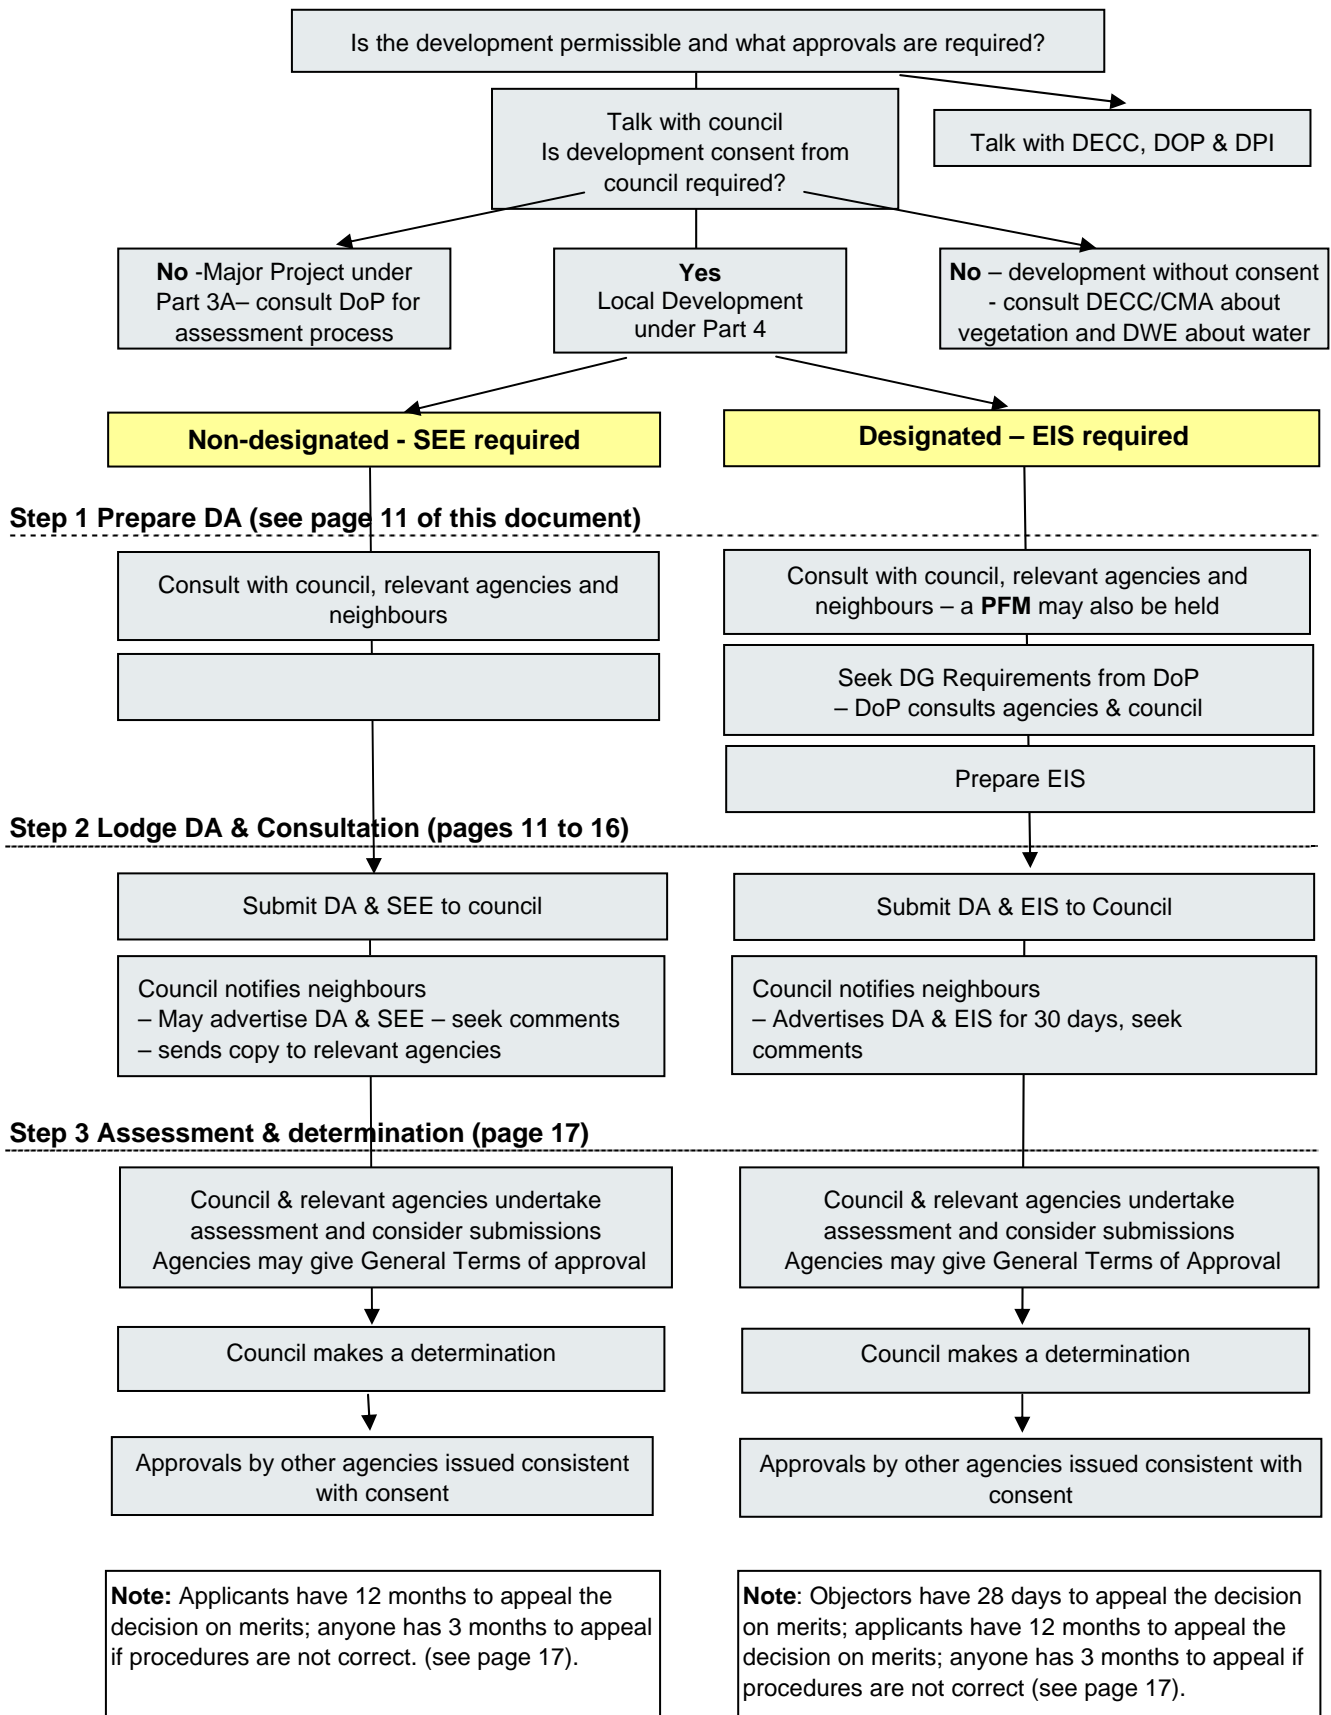 Is the development permissible and what approvals are required?
Talk with council
Is development consent from
council required?
Talk with DECC, DOP & DPI
No -Major Project under
Part 3A– consult DoP for
assessment process
Yes
Local Development
under Part 4
No – development without consent
- consult DECC/CMA about
vegetation and DWE about water
Non-designated - SEE required
Designated – EIS required
Step 1 Prepare DA (see page 11 of this document)
Consult with council, relevant agencies and
neighbours
Consult with council, relevant agencies and
neighbours – a PFM may also be held
Seek DG Requirements from DoP
– DoP consults agencies & council
Prepare EIS
Step 2 Lodge DA & Consultation (pages 11 to 16)
Submit DA & SEE to council
Submit DA & EIS to Council
Council notifies neighbours
– May advertise DA & SEE – seek comments
– sends copy to relevant agencies
Council notifies neighbours
– Advertises DA & EIS for 30 days, seek
comments
Step 3 Assessment & determination (page 17)
Council & relevant agencies undertake
assessment and consider submissions
Agencies may give General Terms of approval
Council & relevant agencies undertake
assessment and consider submissions
Agencies may give General Terms of Approval
Council makes a determination
Council makes a determination
Approvals by other agencies issued consistent
with consent
Approvals by other agencies issued consistent with
consent
Note: Applicants have 12 months to appeal the
decision on merits; anyone has 3 months to appeal
if procedures are not correct. (see page 17).
Note: Objectors have 28 days to appeal the decision
on merits; applicants have 12 months to appeal the
decision on merits; anyone has 3 months to appeal if
procedures are not correct (see page 17).